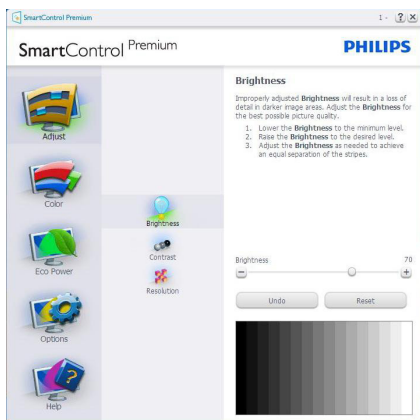 SmartControl Premium
1 -
?
X
SmartControl Premium
PHILIPS
Adjust
Color
Eco Power
Options
Help
Brightness
Contrast
Resolution
Brightness
Improperly adjusted Brightness will result in a loss of
detail in darker image areas. Adjust the Brightness for
the best possible picture quality.
1. Lower the Brightness to the minimum level.
2. Raise the Brightness to the desired level.
3. Adjust the Brightness as needed to achieve
an equal separation of the stripes.
Brightness 70
Undo Reset